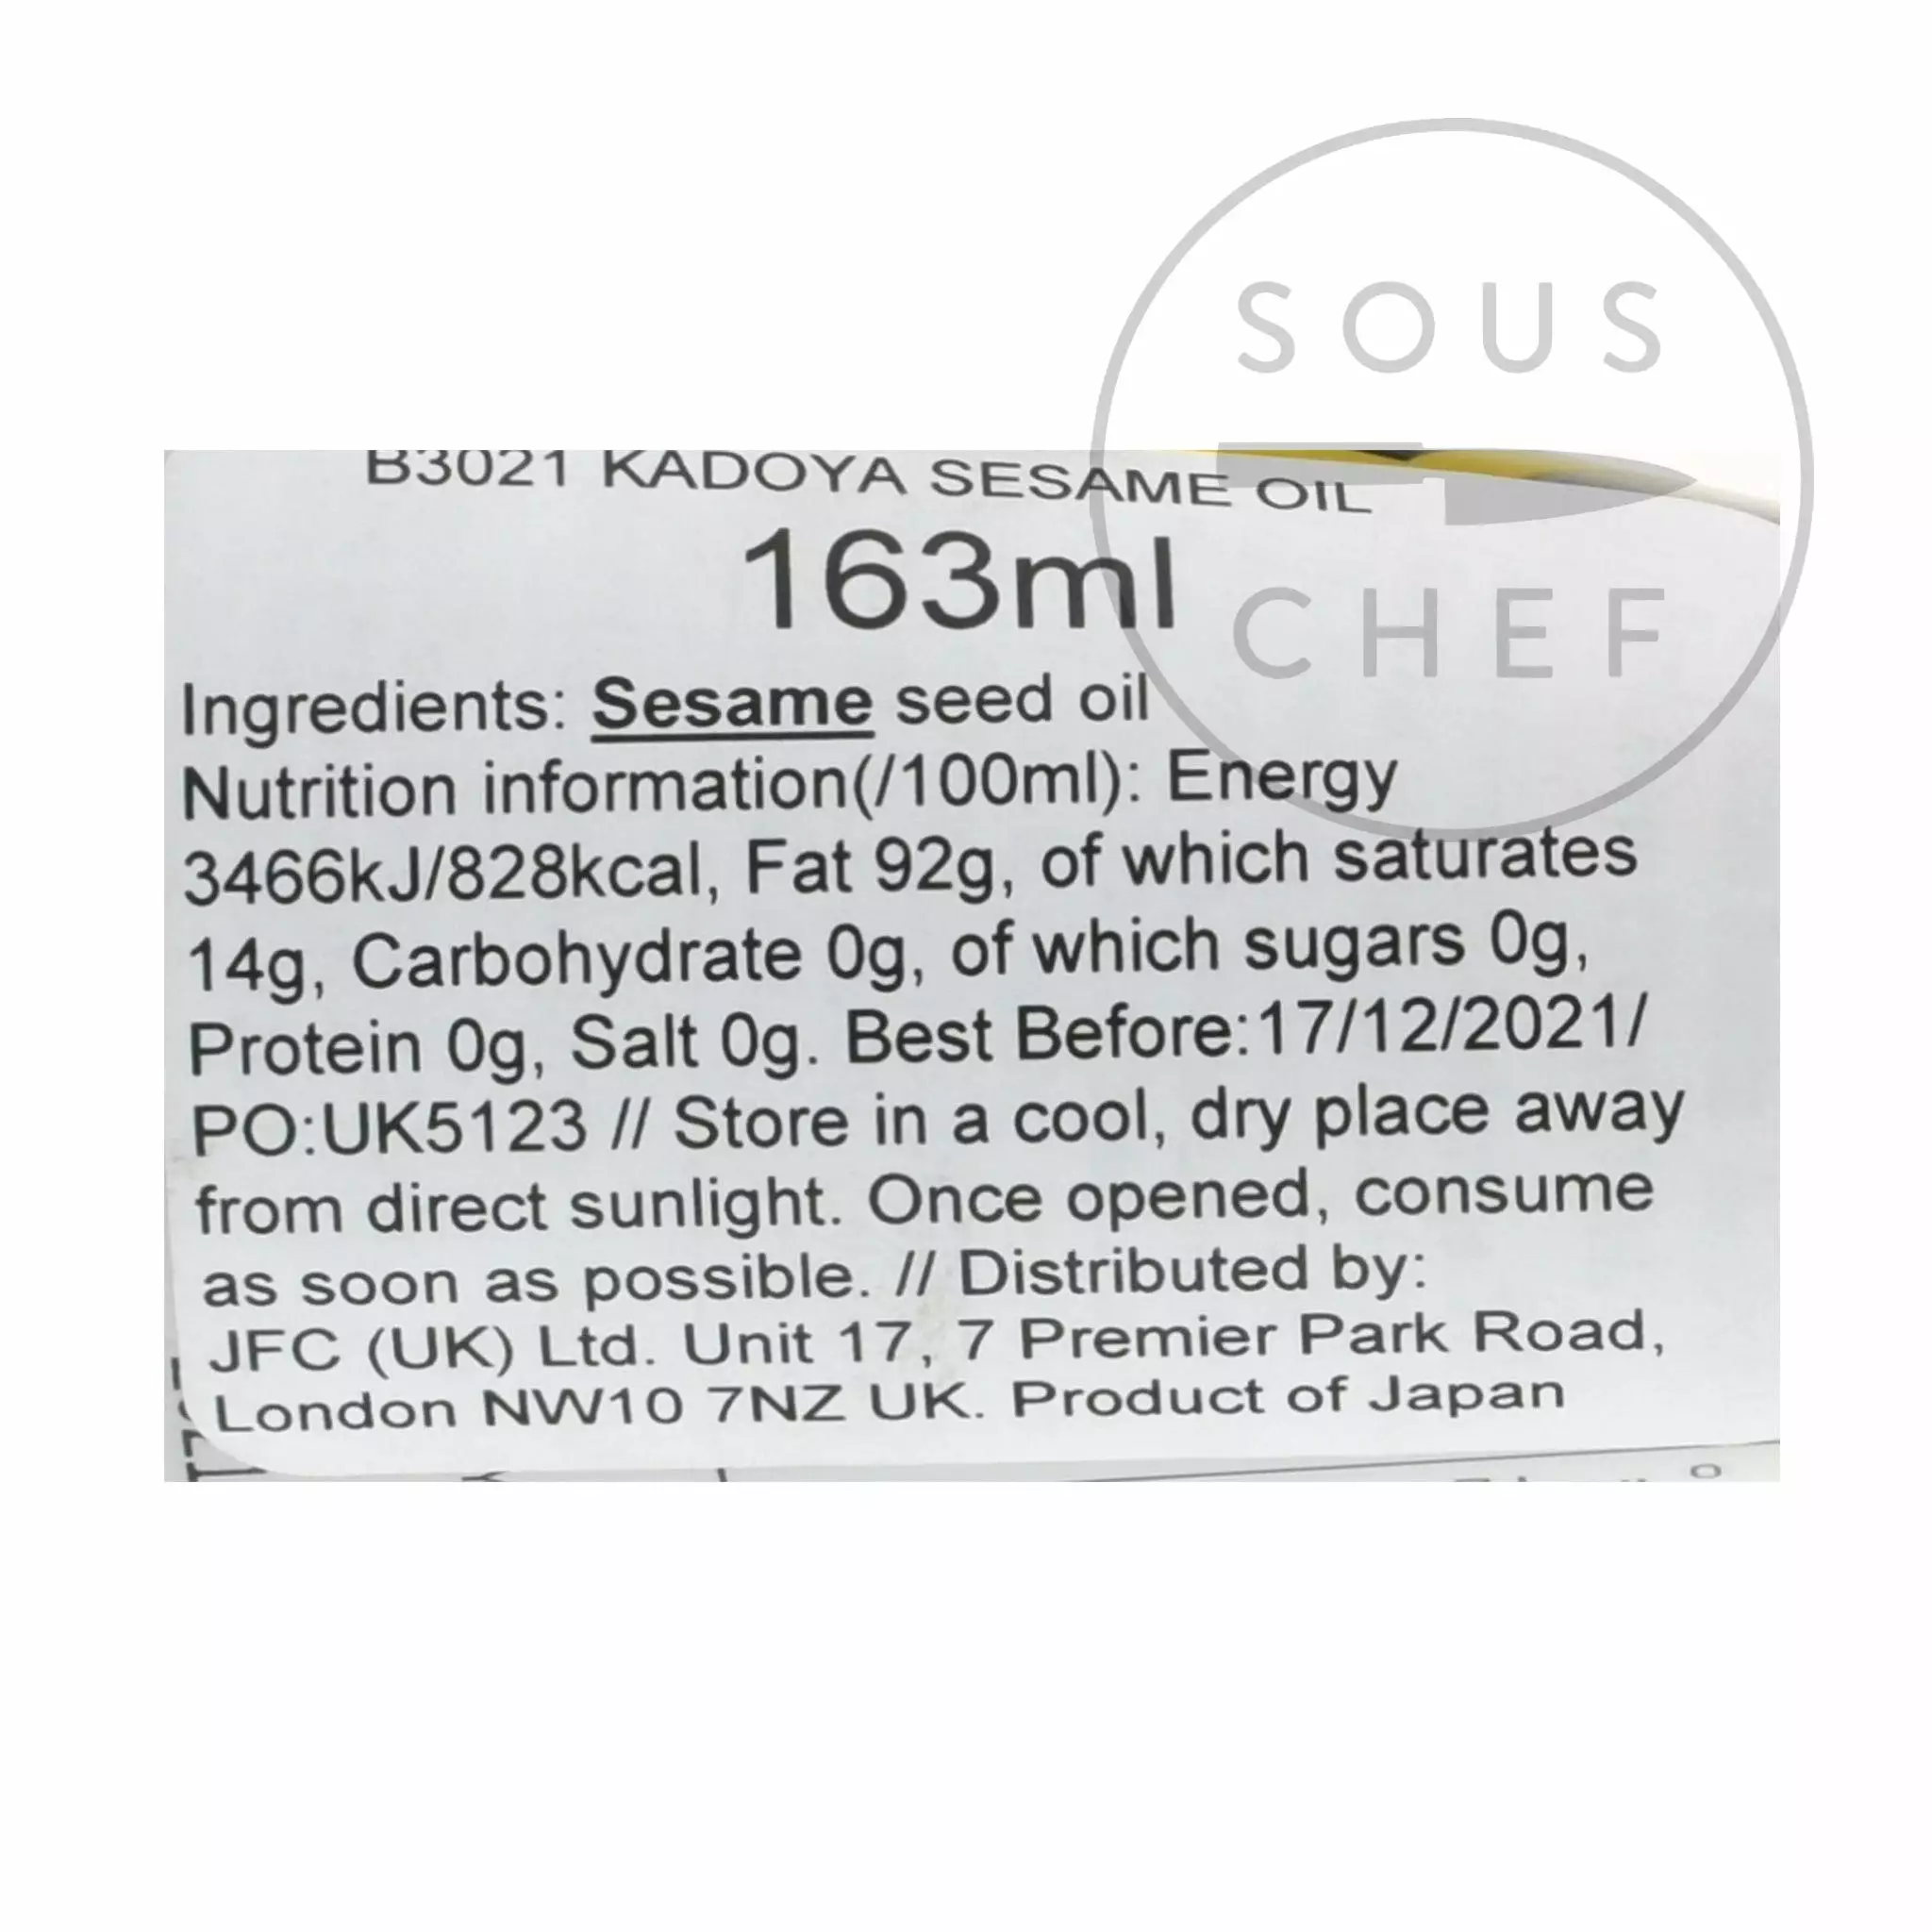 SOUS
CHEF
B3021 KADOYA SESAME OIL
163ml
Ingredients: Sesame seed oil
Nutrition information(/100ml): Energy
3466kJ/828kcal, Fat 92g, of which saturates
14g, Carbohydrate 0g, of which sugars 0g,
Protein 0g, Salt 0g. Best Before:17/12/2021/
PO:UK5123 // Store in a cool, dry place away
from direct sunlight. Once opened, consume
as soon as possible. // Distributed by:
JFC (UK) Ltd. Unit 17, 7 Premier Park Road,
London NW10 7NZ UK. Product of Japan